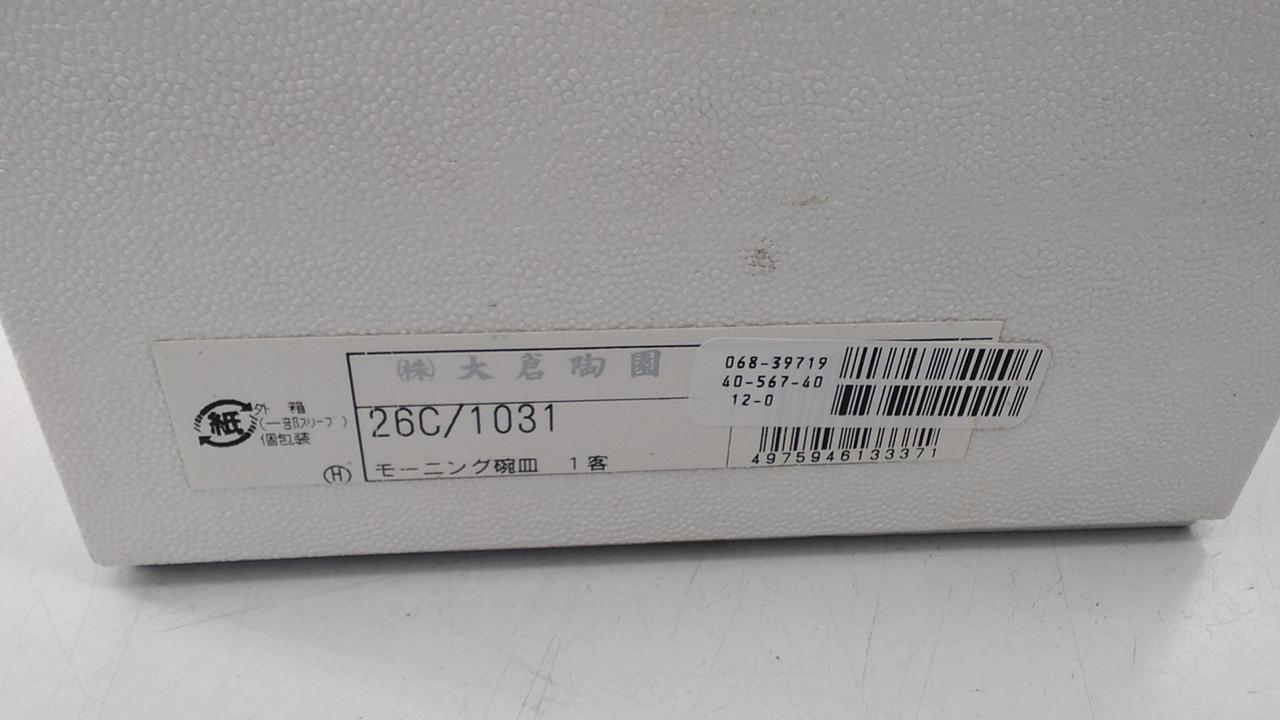 ㈱ 大倉陶園
068-39719
40-567-40
12-0
紙
外箱
(一部スリーブ)
個包装
26C/1031
(H)
モーニング碗皿 1客
4975946133371